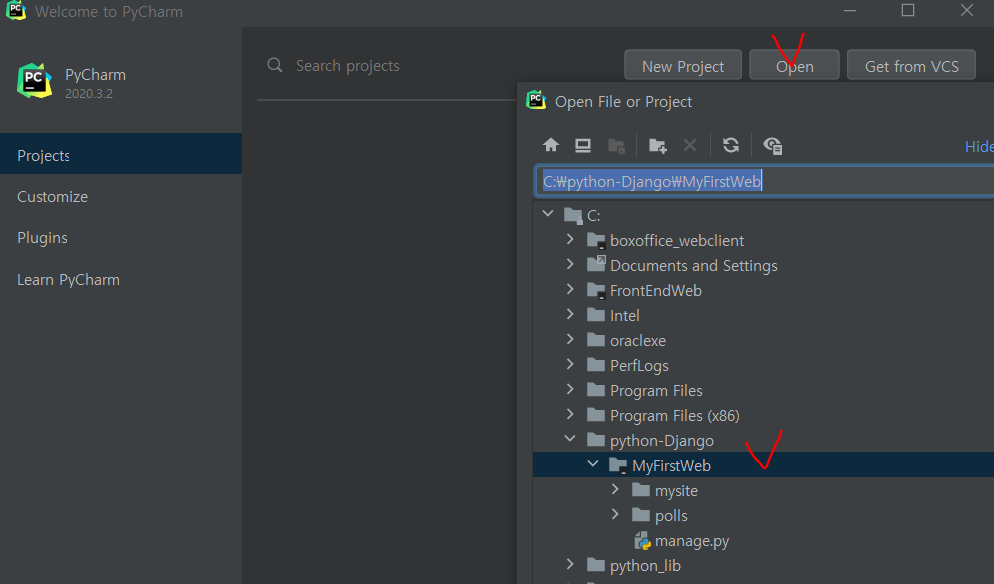 Welcome to PyCharm
PyCharm
2020.3.2
Search projects
New Project
Open
Get from VCS
Projects
Customize
Plugins
Learn PyCharm
Open File or Project
Hide
C:₩python-Django₩MyFirstWeb
C:
boxoffice_webclient
Documents and Settings
FrontEndWeb
Intel
oraclexe
PerfLogs
Program Files
Program Files (x86)
python-Django
MyFirstWeb
mysite
polls
manage.py
python_lib